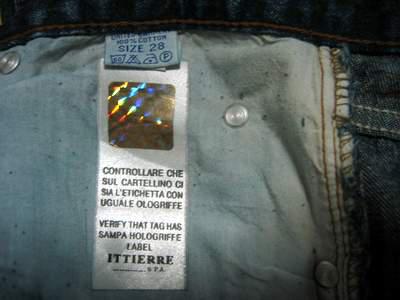 100% COTTON
SIZE 28
CONTROLLARE CHE
SUL CARTELLINO CI
SIA L'ETICHETTA CON
UGUALE OLOGRIFFE
VERIFY THAT TAG HAS
SAMPA HOLOGRIFFE
LABEL
ITTIERRE
S.P.A.